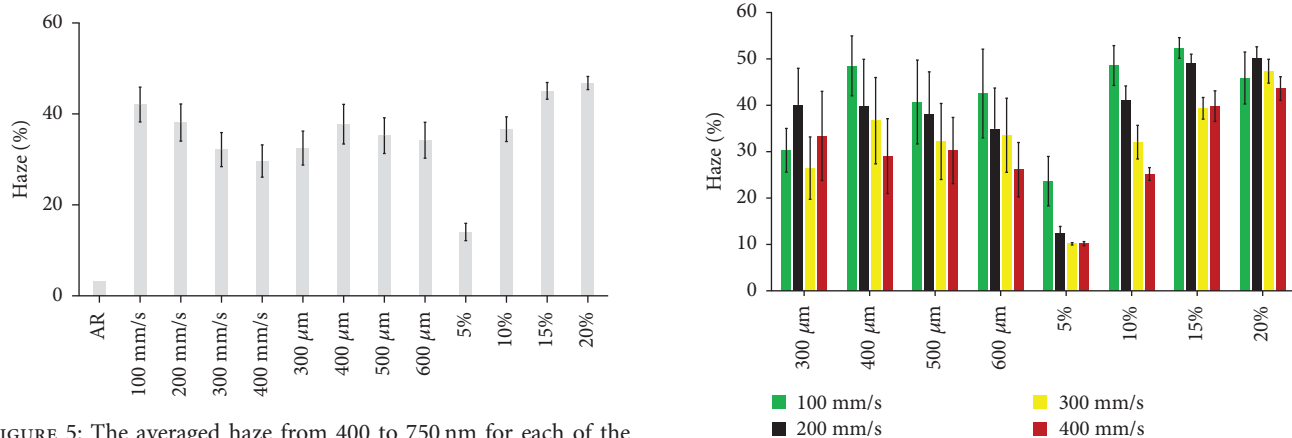 60
40
20
0
Haze (%)
AR
100 mm/s
200 mm/s
300 mm/s
400 mm/s
300 μm
400 μm
500 μm
600 μm
5%
10%
15%
20%
FIGURE 5: The averaged haze from 400 to 750 nm for each of the
60
50
40
30
20
10
0
Haze (%)
300 μm
400 μm
500 μm
600 μm
5%
10%
15%
20%
100 mm/s
200 mm/s
300 mm/s
400 mm/s